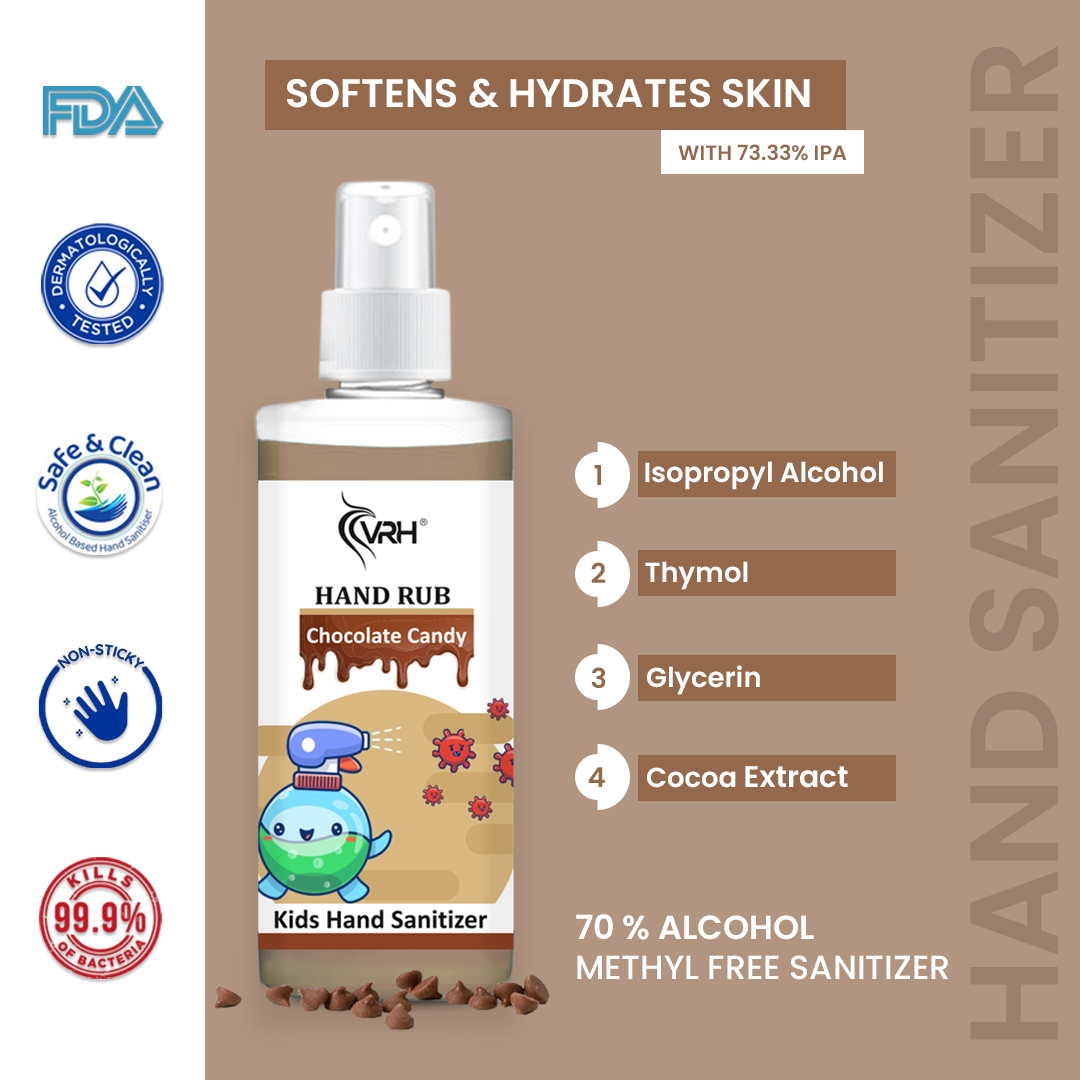 FDA
DERMATOLOGICALLY
TESTED
Safe & Clean
Alcohol Based Hand Sanitiser
NON-STICKY
KILLS
99.9%
OF BACTERIA
SOFTENS & HYDRATES SKIN
WITH 73.33% IPA
VRH®
HAND RUB
Chocolate Candy
Kids Hand Sanitizer
1 Isopropyl Alcohol
2 Thymol
3 Glycerin
4 Cocoa Extract
70 % ALCOHOL
METHYL FREE SANITIZER
HAND SANITIZER